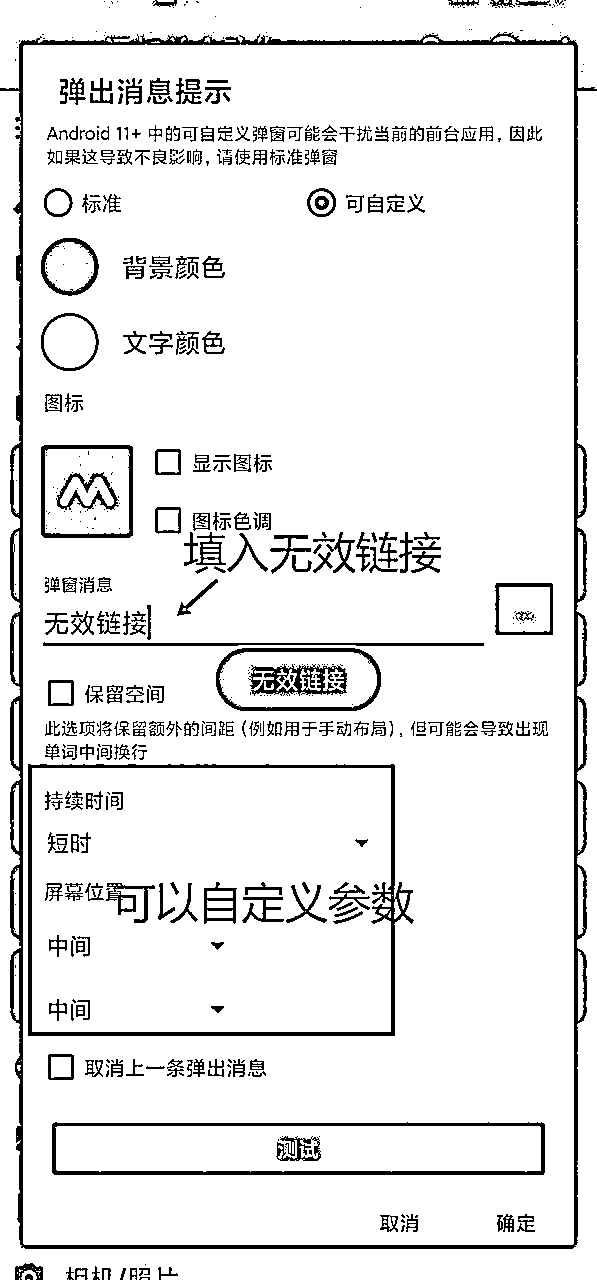 弹出消息提示
Android 11+ 中的可自定义弹窗可能会干扰当前的前台应用，因此
如果这导致不良影响，请使用标准弹窗
标准
可自定义
背景颜色
文字颜色
图标
显示图标
图标色调
填入无效链接
弹窗消息
无效链接
无效链接
保留空间
此选项将保留额外的间距（例如用于手动布局），但可能会导致出现
单词中间换行
持续时间
短时
屏幕位置
可以自定义参数
中间
中间
取消上一条弹出消息
测试
取消
确定
相机/照片